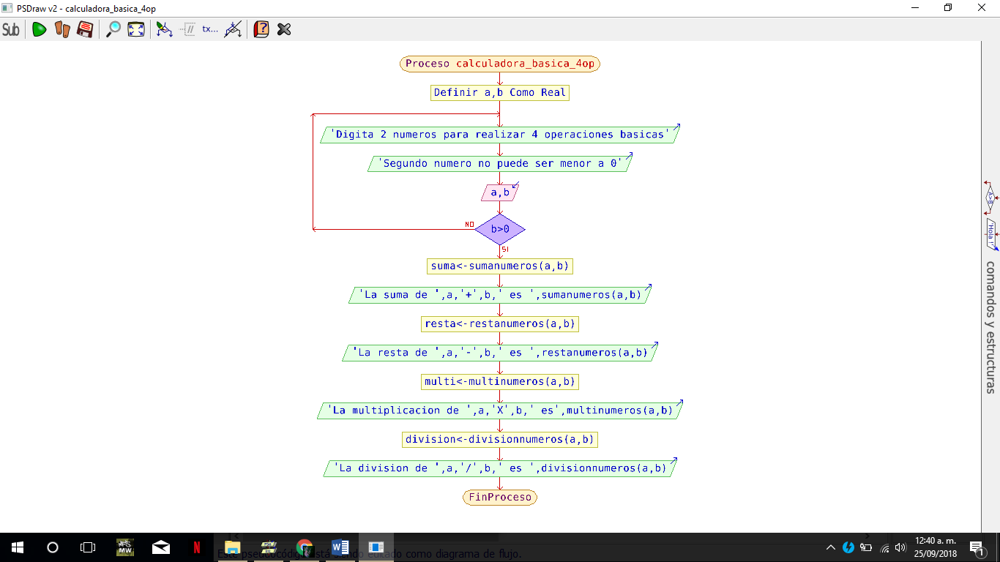 PSDraw v2 - calculadora_basica_4op
Sub
tx...
Proceso calculadora_basica_4op
Definir a,b Como Real
'Digita 2 numeros para realizar 4 operaciones basicas'
'Segundo numero no puede ser menor a 0'
a,b
NO
b>0
SI
suma<-sumanumeros(a,b)
'La suma de ',a,'+',b,' es ',sumanumeros(a,b)
resta<-restanumeros(a,b)
'La resta de ',a,'-',b,' es ',restanumeros(a,b)
multi<-multinumeros(a,b)
'La multiplicacion de ',a,'X',b,' es',multinumeros(a,b)
division<-divisionnumeros(a,b)
'La division de ',a,'/',b,' es ',divisionnumeros(a,b)
FinProceso
A>B
'Hola !'
comandos y estructuras
MW
N
W
Este pseudocódigo está siendo editado como diagrama de flujo.
12:40 a. m.
25/09/2018
1